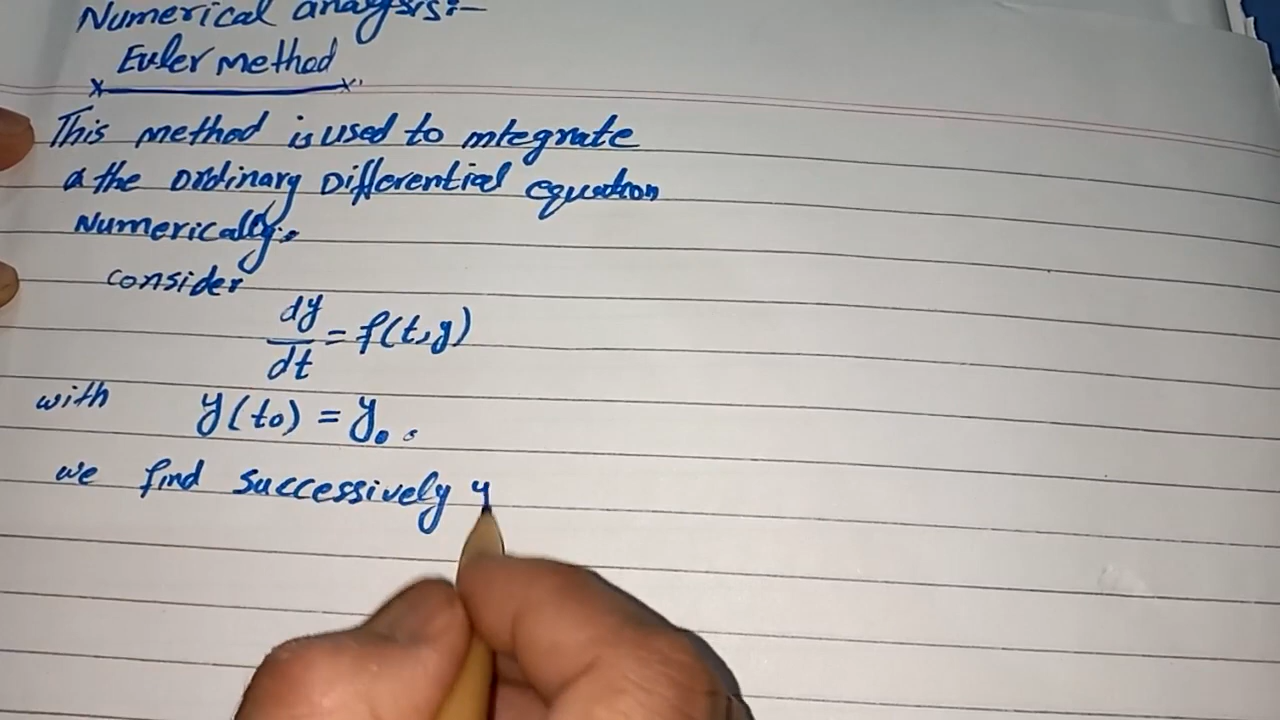 Numerical analysis:-
Euler method
This method is used to integrate
a the ordinary Differential equation
Numerically.
consider
dy/dt = f(t,y)
with y(to) = y0.
we find successively y